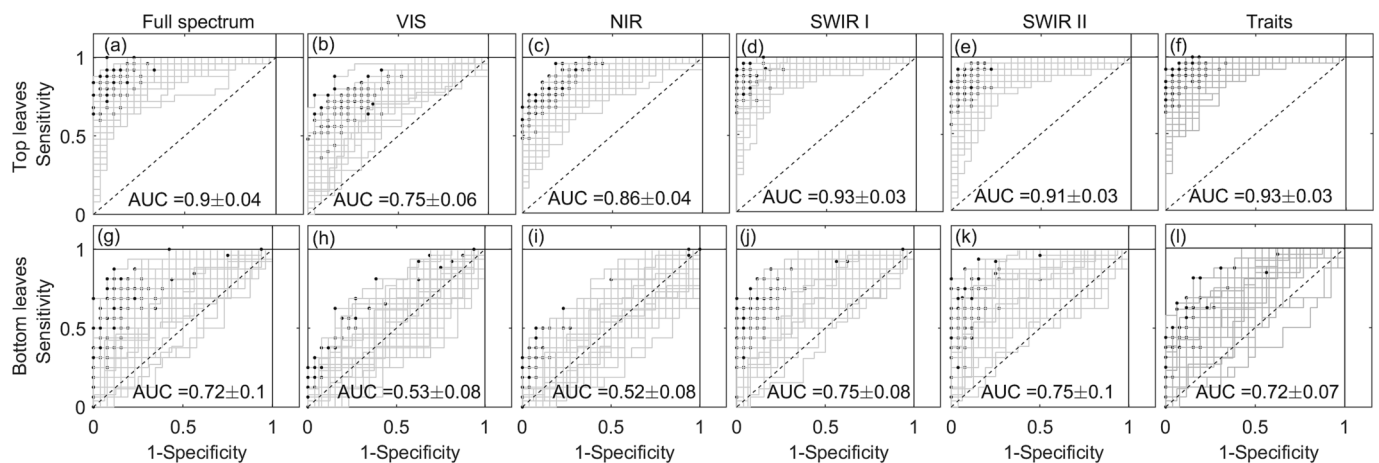 Full spectrum VIS NIR SWIR I SWIR II Traits
(a) (b) (c) (d) (e) (f)
1 0.5 0
Top leaves
Sensitivity
AUC =0.9±0.04 AUC =0.75±0.06 AUC =0.86±0.04 AUC =0.93±0.03 AUC =0.91±0.03 AUC =0.93±0.03
(g) (h) (i) (j) (k) (l)
1 0.5 0
Bottom leaves
Sensitivity
AUC =0.72±0.1 AUC =0.53±0.08 AUC =0.52±0.08 AUC =0.75±0.08 AUC =0.75±0.1 AUC =0.72±0.07
0 0.5 1 0 0.5 1 0 0.5 1 0 0.5 1 0 0.5 1 0 0.5 1
1-Specificity 1-Specificity 1-Specificity 1-Specificity 1-Specificity 1-Specificity